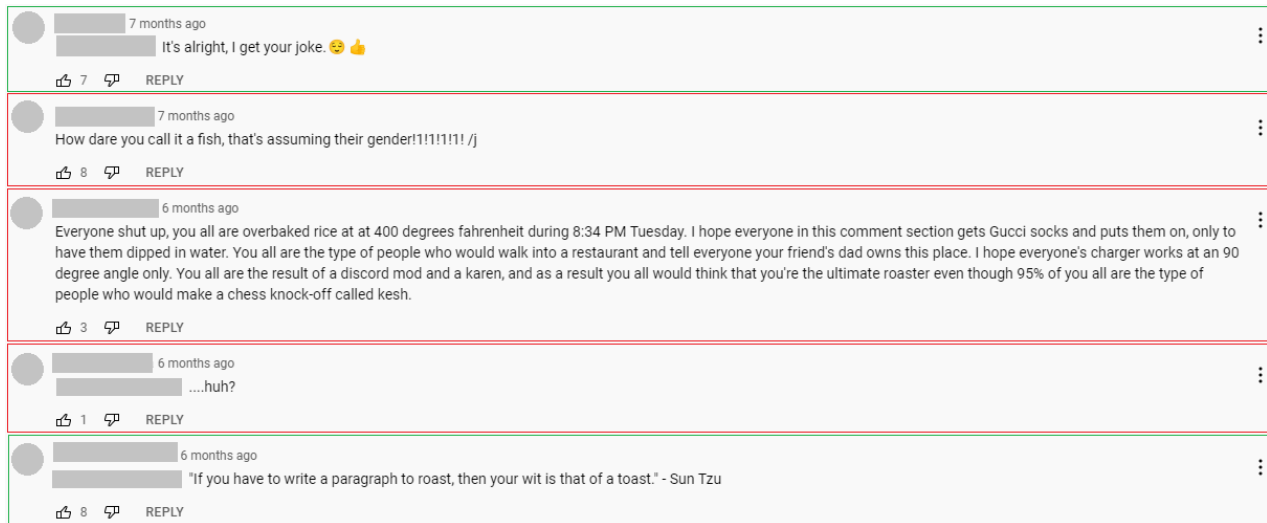 7 months ago
It's alright, I get your joke.😌👍
7 REPLY
7 months ago
How dare you call it a fish, that's assuming their gender!1!1!1!1! /j
8 REPLY
6 months ago
Everyone shut up, you all are overbaked rice at at 400 degrees fahrenheit during 8:34 PM Tuesday. I hope everyone in this comment section gets Gucci socks and puts them on, only to
have them dipped in water. You all are the type of people who would walk into a restaurant and tell everyone your friend's dad owns this place. I hope everyone's charger works at an 90
degree angle only. You all are the result of a discord mod and a karen, and as a result you all would think that you're the ultimate roaster even though 95% of you all are the type of
people who would make a chess knock-off called kesh.
3 REPLY
6 months ago
....huh?
1 REPLY
6 months ago
"If you have to write a paragraph to roast, then your wit is that of a toast." - Sun Tzu
8 REPLY